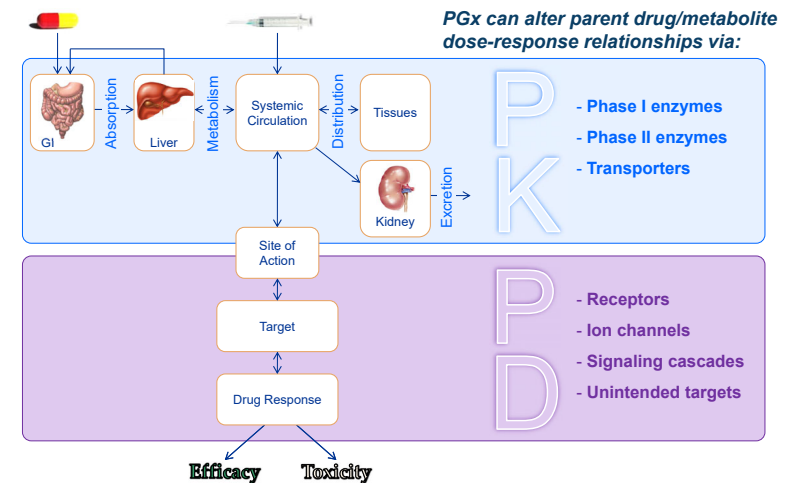 PGx can alter parent drug/metabolite
dose-response relationships via:
GI
Absorption
Liver
Metabolism
Systemic
Circulation
Distribution
Tissues
Kidney
Excretion
PK
- Phase I enzymes
- Phase II enzymes
- Transporters
Site of
Action
Target
Drug Response
PD
- Receptors
- Ion channels
- Signaling cascades
- Unintended targets
Efficacy
Toxicity